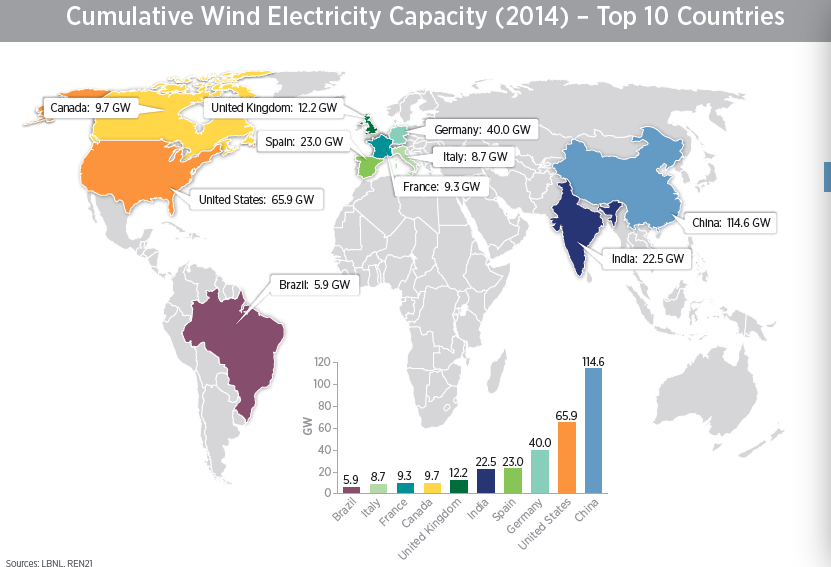 Cumulative Wind Electricity Capacity (2014) – Top 10 Countries
Canada: 9.7 GW
United Kingdom: 12.2 GW
Germany: 40.0 GW
Spain: 23.0 GW
Italy: 8.7 GW
France: 9.3 GW
United States: 65.9 GW
China: 114.6 GW
India: 22.5 GW
Brazil: 5.9 GW
GW
120
100
80
60
40
20
0
5.9
8.7
9.3
9.7
12.2
22.5
23.0
40.0
65.9
114.6
Brazil
Italy
France
Canada
United Kingdom
India
Spain
Germany
United States
China
Sources: LBNL, REN21